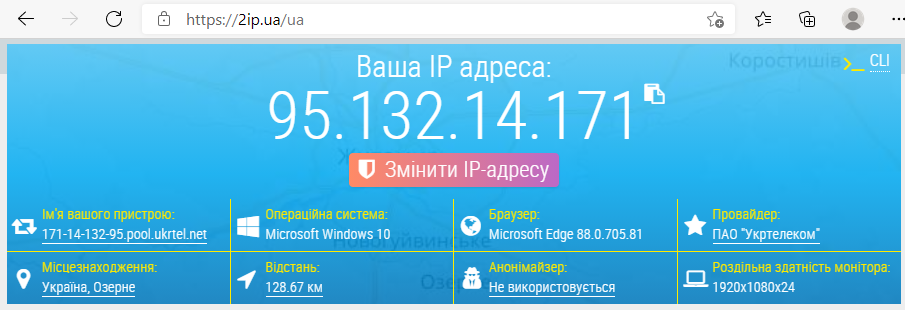 https://2ip.ua/ua
Коростишів
CLI
Ваша IP адреса:
95.132.14.171
Змінити IP-адресу
Ім'я вашого пристрою:
171-14-132-95.pool.ukrtel.net
Операційна система:
Microsoft Windows 10
Браузер:
Microsoft Edge 88.0.705.81
Провайдер:
ПАО "Укртелеком"
Новогуйвинське
Місцезнаходження:
Україна, Озерне
Відстань:
128.67 км
Озерне
Анонімайзер:
Не використовується
Роздільна здатність монітора:
1920x1080x24